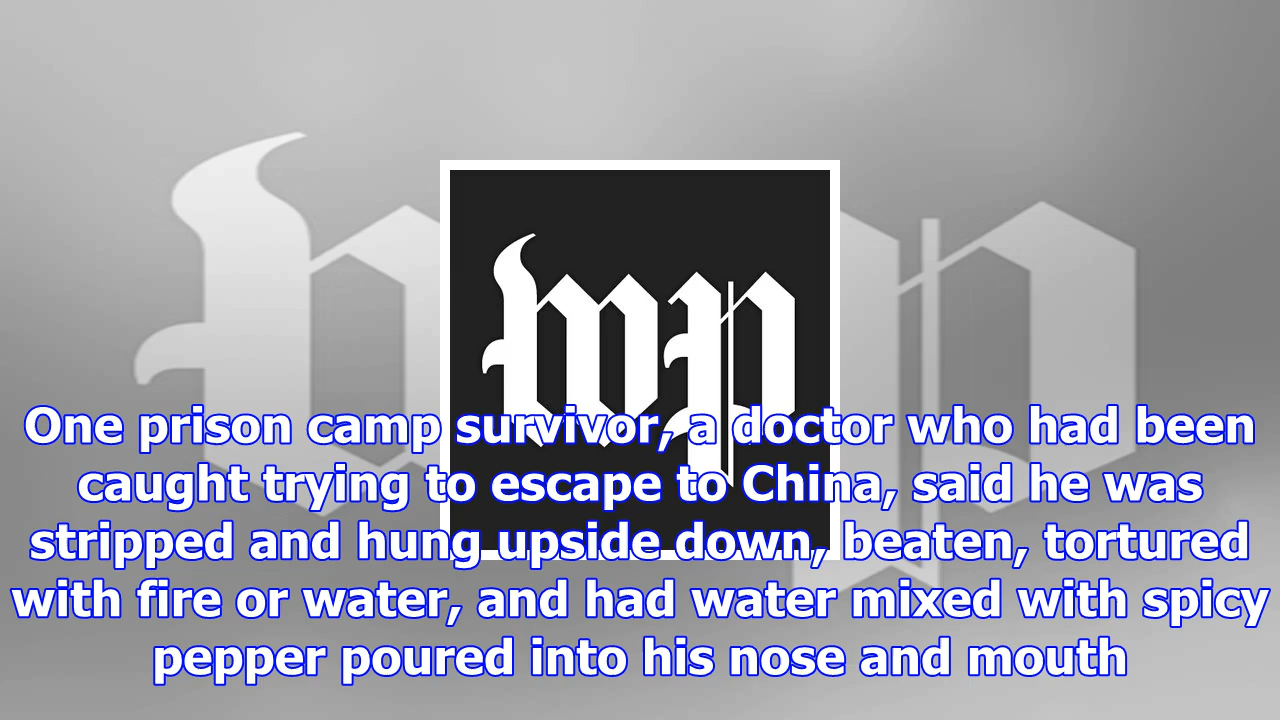 wp
One prison camp survivor, a doctor who had been
caught trying to escape to China, said he was
stripped and hung upside down, beaten, tortured
with fire or water, and had water mixed with spicy
pepper poured into his nose and mouth